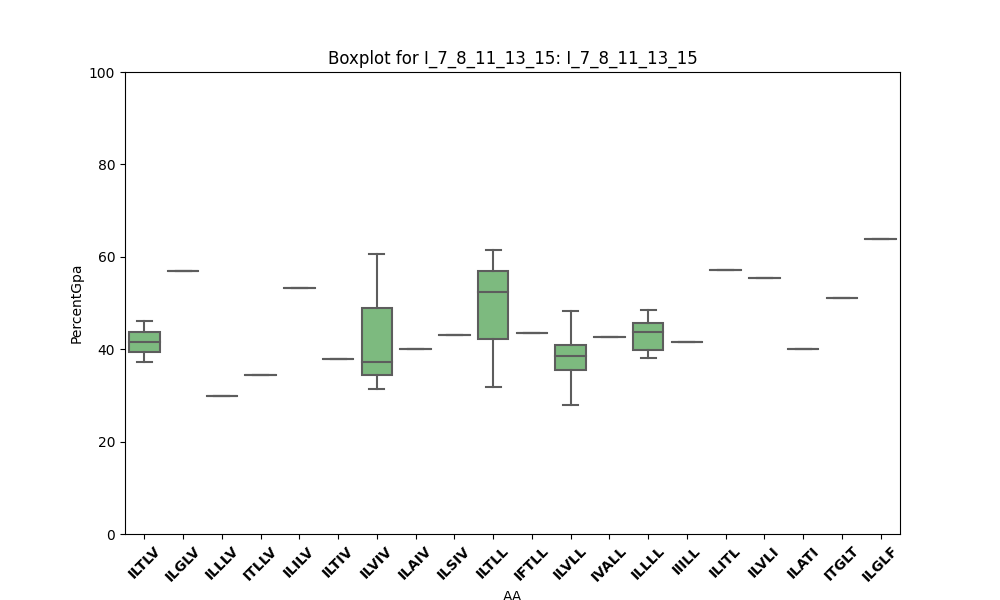 Boxplot for I_7_8_11_13_15: I_7_8_11_13_15
100
80
60
40
20
0
PercentGpa
ILTLV ILGLV ILLLV ITLLV ILILV ILTIV ILVIV ILAIV ILSIV ILTLL IFTLL ILVLL IVALL ILLLL IIILL ILITL ILVLI ILATI ITGLT ILGLF
AA